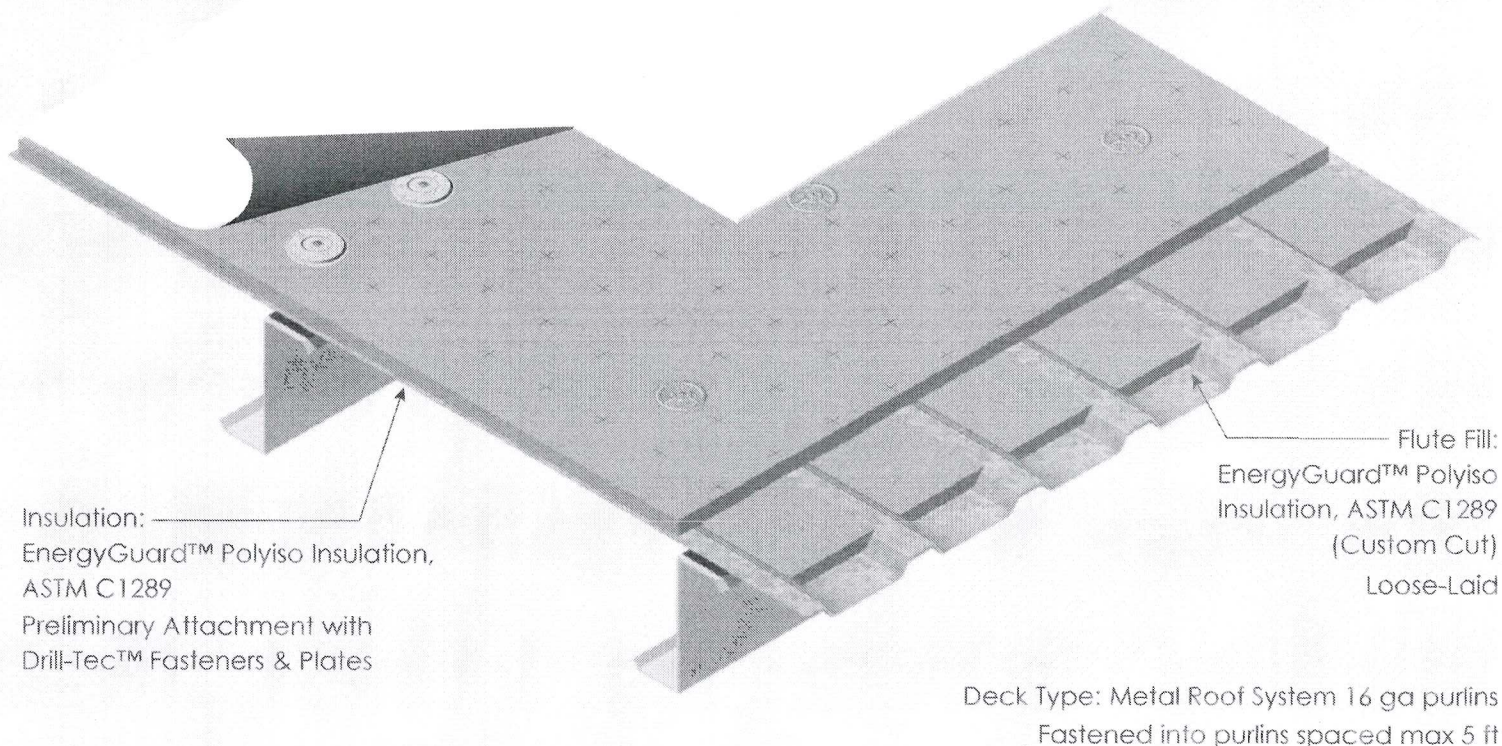 Insulation:
EnergyGuard™ Polyiso Insulation,
ASTM C1289
Preliminary Attachment with
Drill-Tec™ Fasteners & Plates
Flute Fill:
EnergyGuard™ Polyiso
Insulation, ASTM C1289
(Custom Cut)
Loose-Laid
Deck Type: Metal Roof System 16 ga purlins
Fastened into purlins spaced max 5 ft